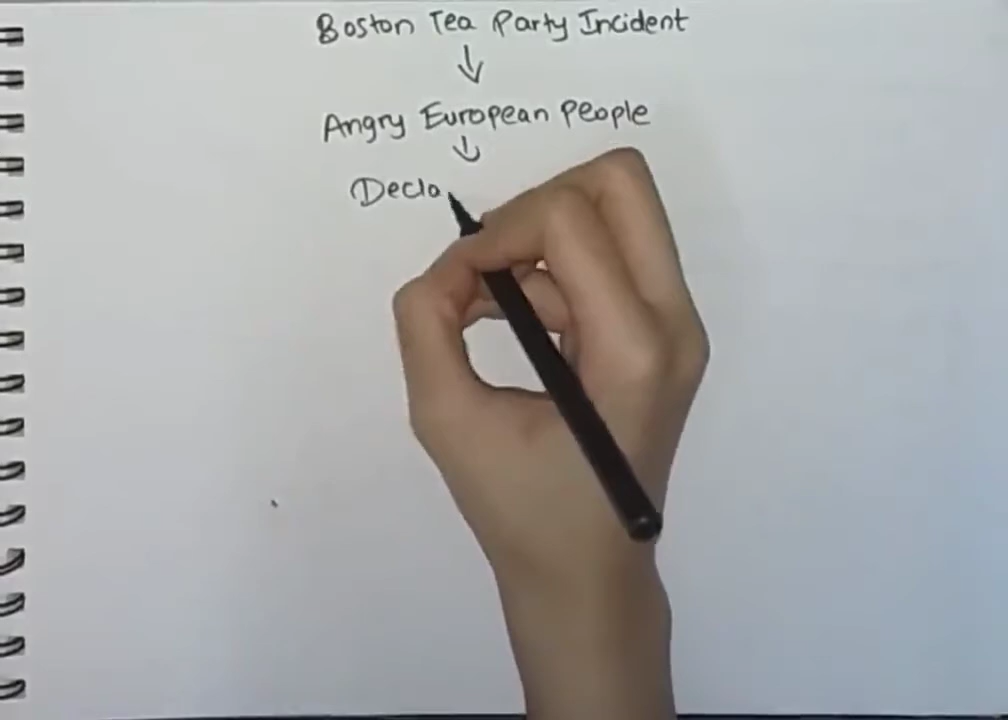 Boston Tea Party Incident
↓
Angry European People
↓
Decla